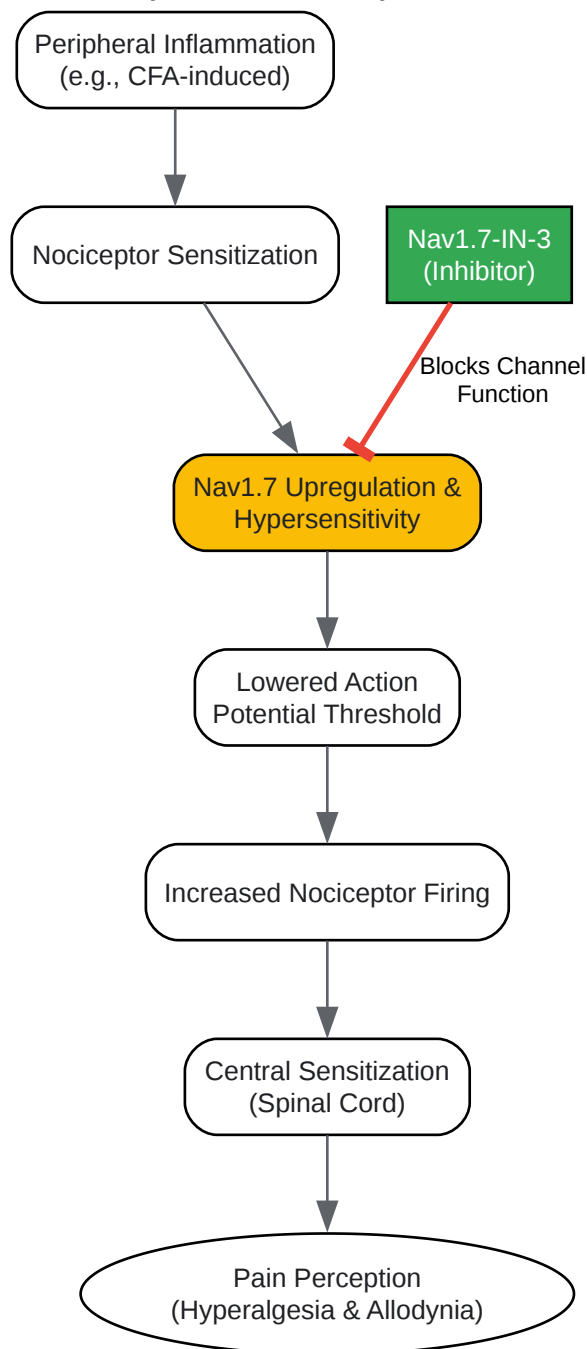 Peripheral Inflammation
(e.g., CFA-induced)
Nociceptor Sensitization
Nav1.7-IN-3
(Inhibitor)
Blocks Channel
Function
Nav1.7 Upregulation &
Hypersensitivity
Lowered Action
Potential Threshold
Increased Nociceptor Firing
Central Sensitization
(Spinal Cord)
Pain Perception
(Hyperalgesia & Allodynia)